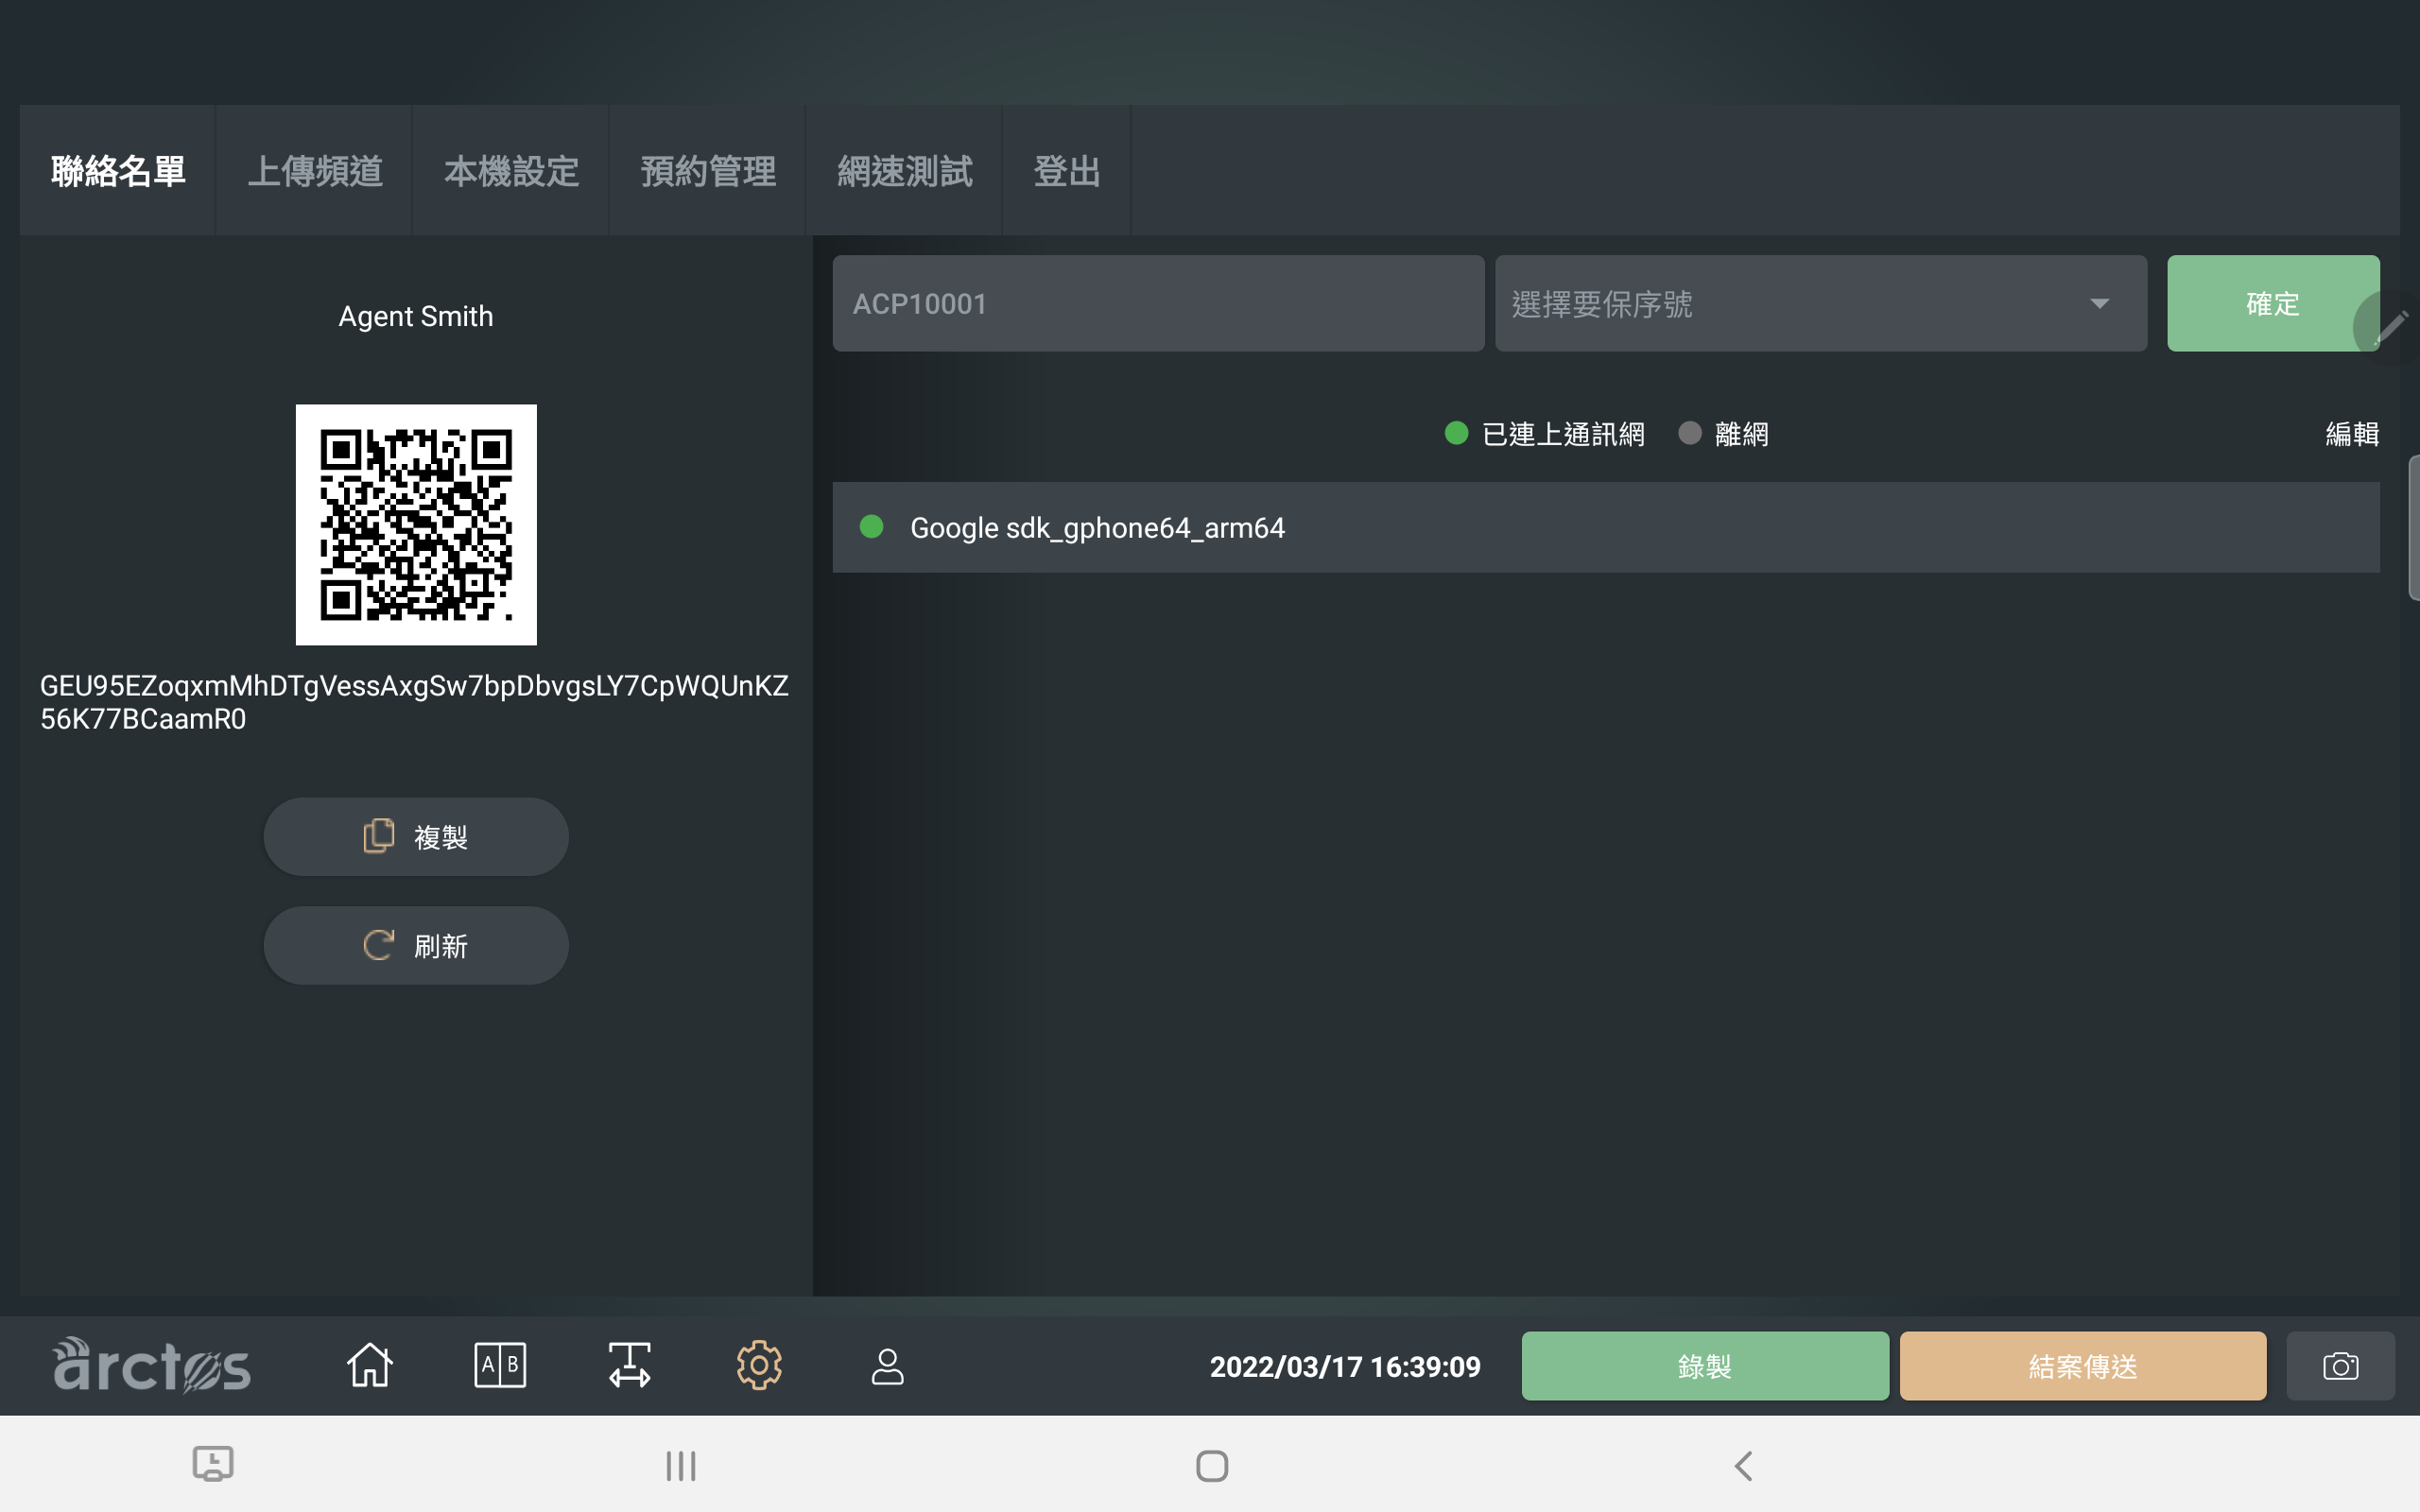 聯絡名單
上傳頻道
本機設定
預約管理
網速測試
登出
Agent Smith
GEU95EZoqxmMhDTgVessAxgSw7bpDbvgsLY7CpWQUnKZ
56K77BCaamR0
複製
刷新
ACP10001
選擇要保序號
確定
已連上通訊網
離網
編輯
Google sdk_gphone64_arm64
arctos
A B
T
2022/03/17 16:39:09
錄製
結案傳送